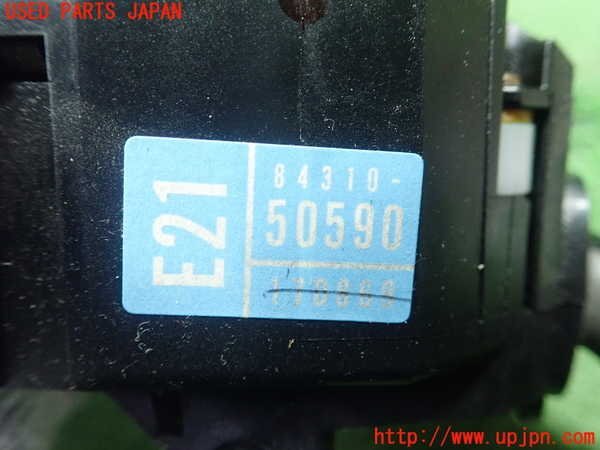 USED PARTS JAPAN
E21
84310-
50590
http://www.upjpn.com/